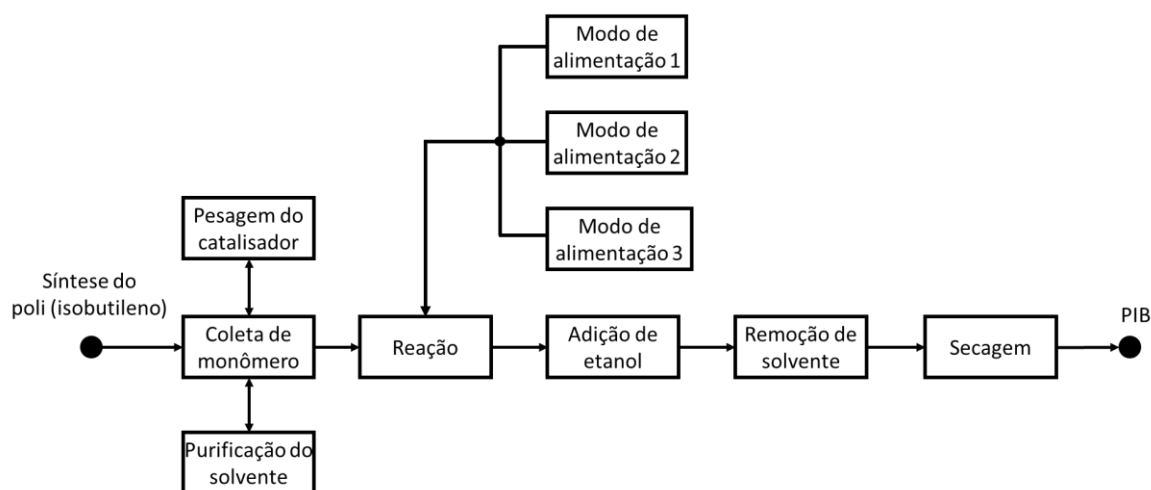 Modo de
alimentação 1
Modo de
alimentação 2
Modo de
alimentação 3
Pesagem do
catalisador
Síntese do
poli (isobutileno)
Coleta de
monômero
Reação
Adição de
etanol
Remoção de
solvente
Secagem
PIB
Purificação do
solvente